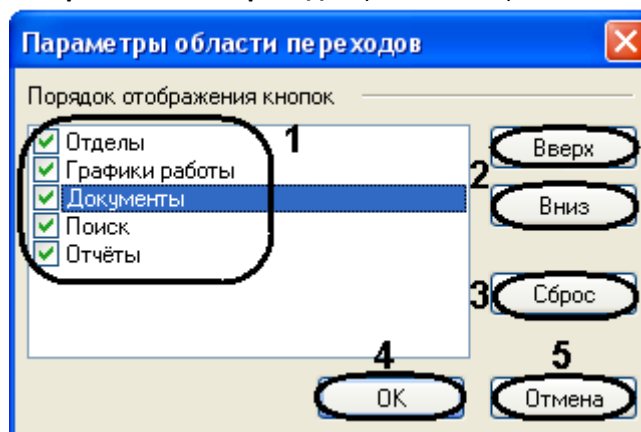 Параметры области переходов
Порядок отображения кнопок
Отделы
1
Графики работы
Документы
Поиск
Отчёты
Вверх
2
Вниз
3
Сброс
4
5
OK
Отмена